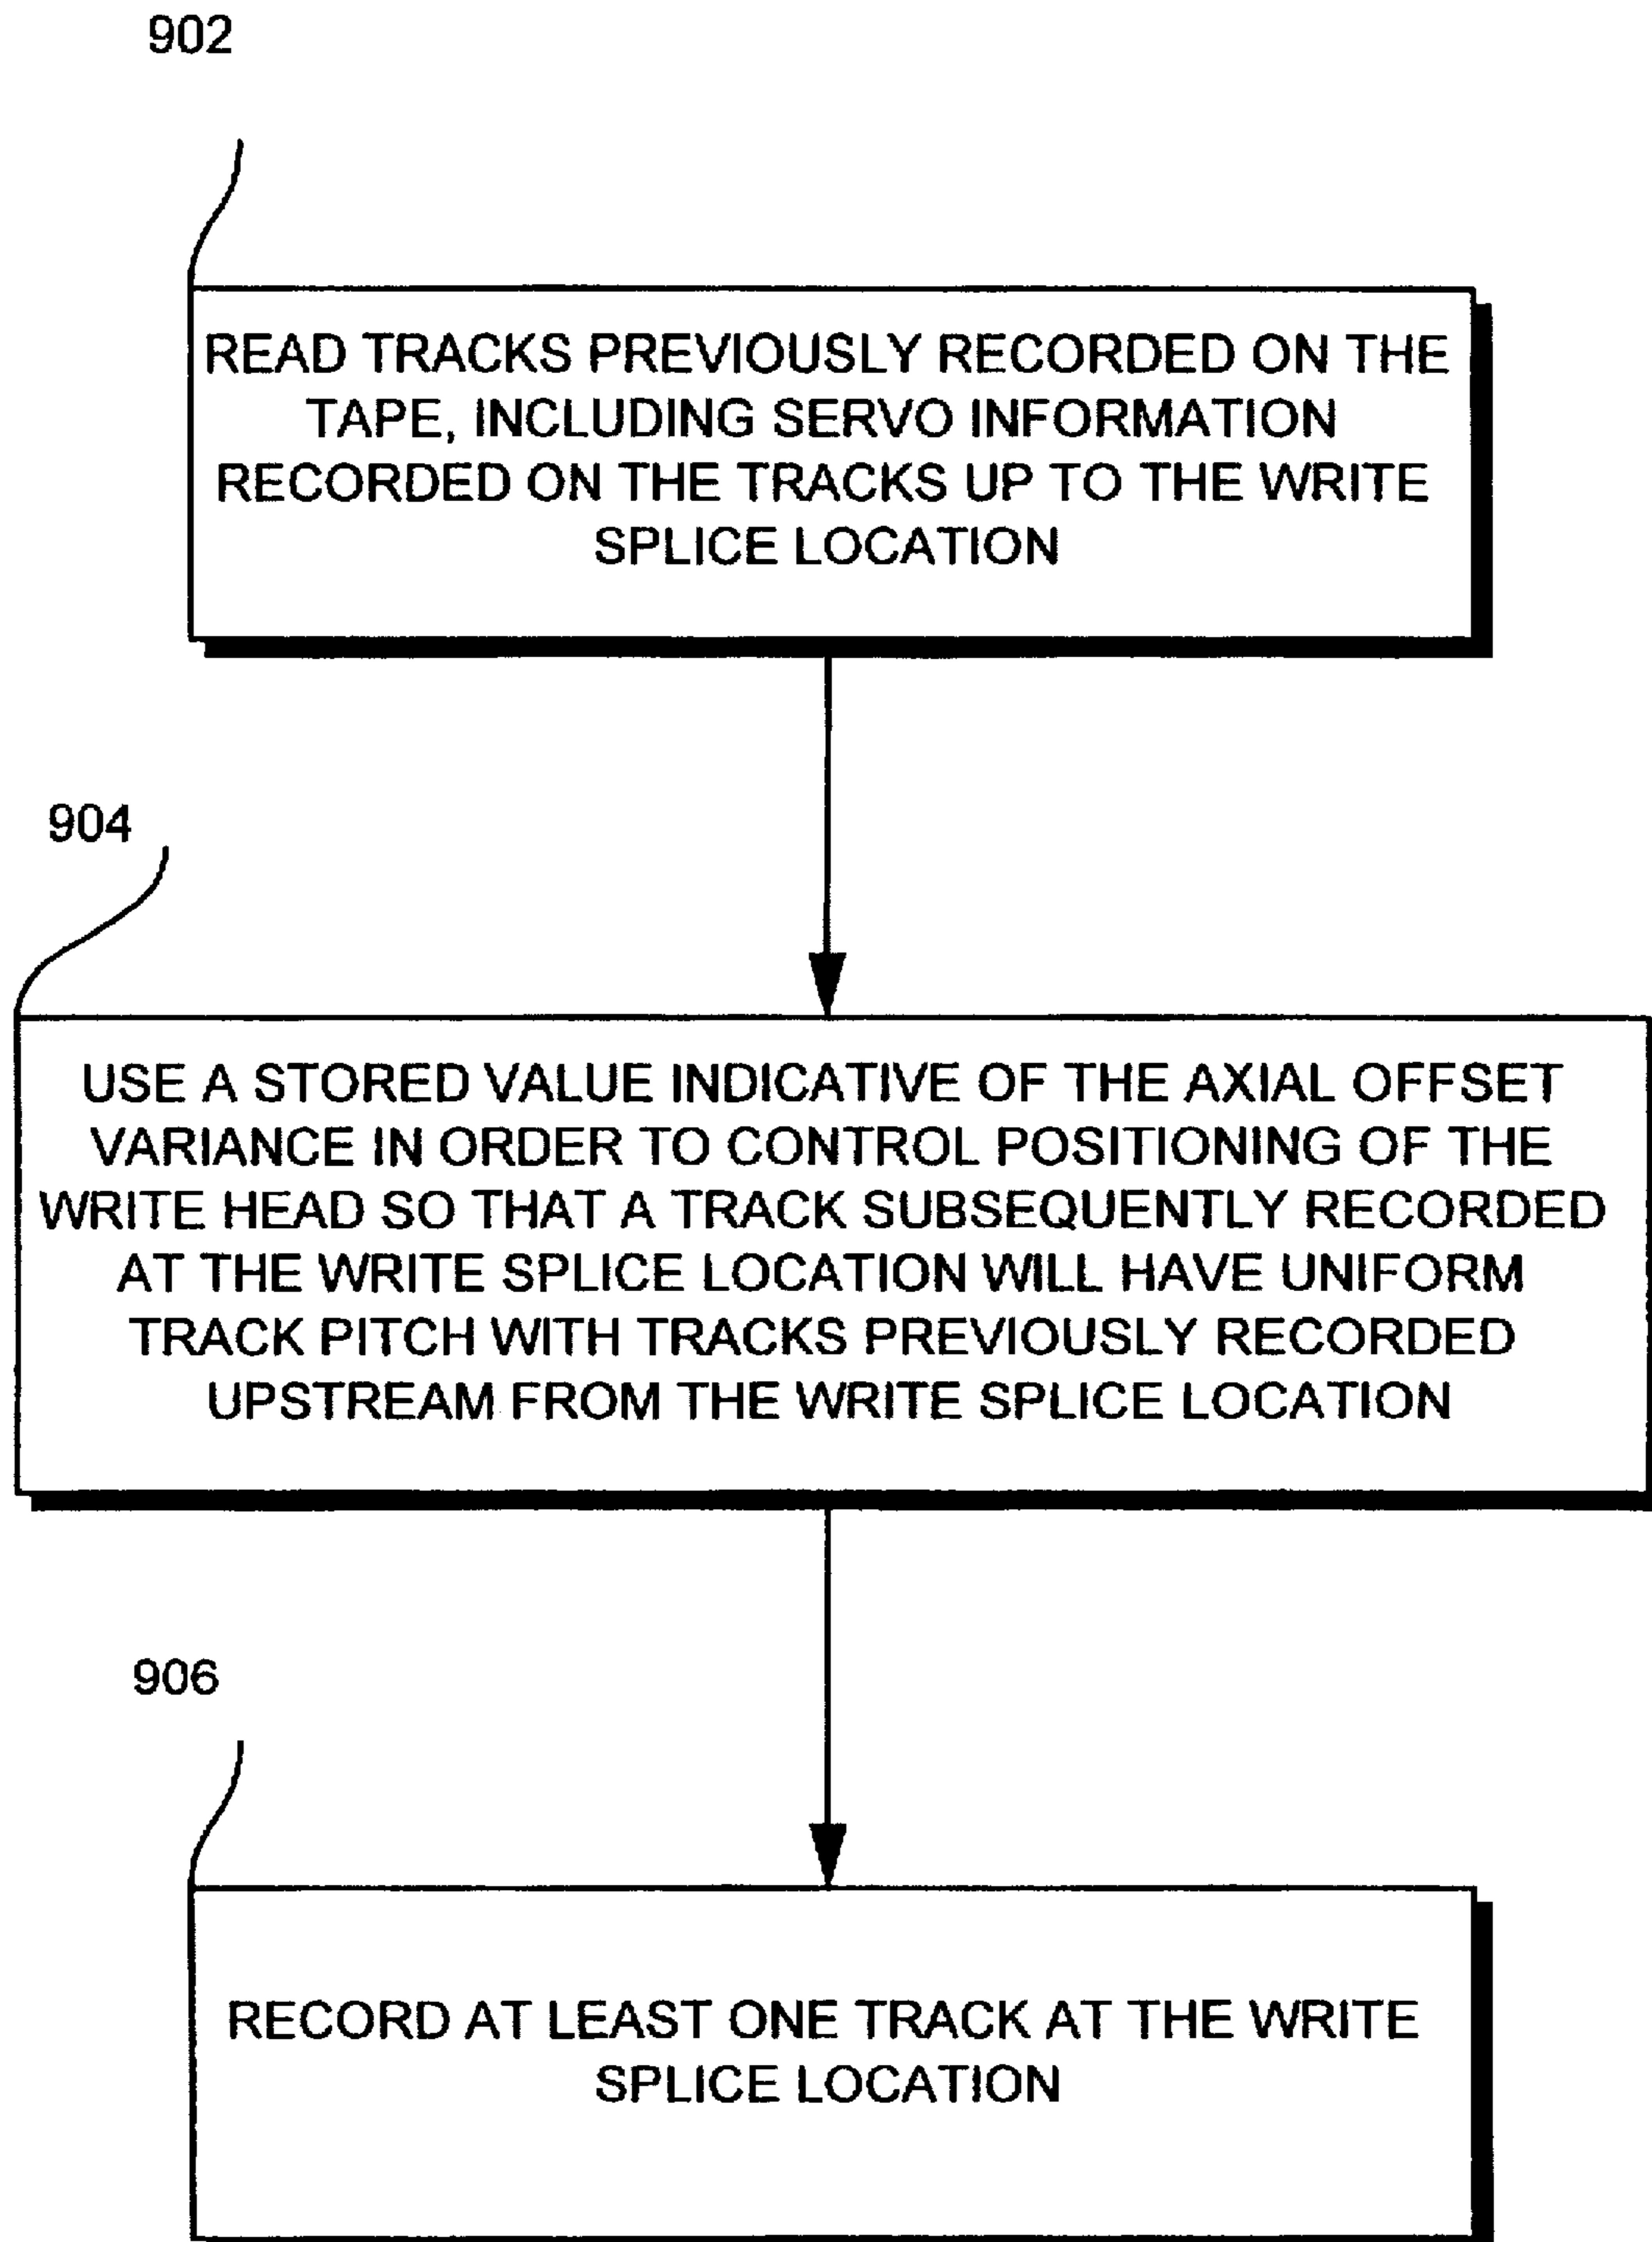 902
READ TRACKS PREVIOUSLY RECORDED ON THE
TAPE, INCLUDING SERVO INFORMATION
RECORDED ON THE TRACKS UP TO THE WRITE
SPLICE LOCATION
904
USE A STORED VALUE INDICATIVE OF THE AXIAL OFFSET
VARIANCE IN ORDER TO CONTROL POSITIONING OF THE
WRITE HEAD SO THAT A TRACK SUBSEQUENTLY RECORDED
AT THE WRITE SPLICE LOCATION WILL HAVE UNIFORM
TRACK PITCH WITH TRACKS PREVIOUSLY RECORDED
UPSTREAM FROM THE WRITE SPLICE LOCATION
906
RECORD AT LEAST ONE TRACK AT THE WRITE
SPLICE LOCATION